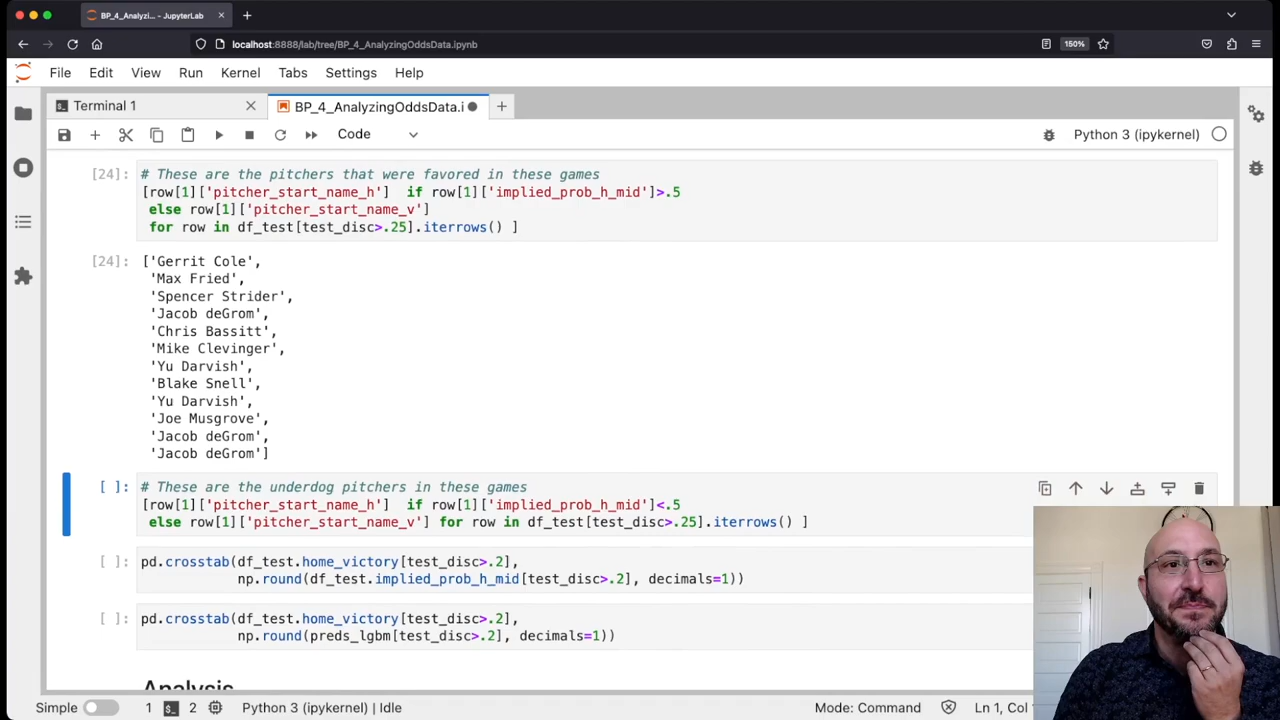 BP_4_Analyzi... - JupyterLab
localhost:8888/lab/tree/BP_4_AnalyzingOddsData.ipynb
150%
File Edit View Run Kernel Tabs Settings Help
Terminal 1
BP_4_AnalyzingOddsData.i
Code
Python 3 (ipykernel)
[24]: # These are the pitchers that were favored in these games
[row[1]['pitcher_start_name_h'] if row[1]['implied_prob_h_mid']>.5
else row[1]['pitcher_start_name_v']
for row in df_test[test_disc>.25].iterrows() ]
[24]: ['Gerrit Cole',
'Max Fried',
'Spencer Strider',
'Jacob deGrom',
'Chris Bassitt',
'Mike Clevinger',
'Yu Darvish',
'Blake Snell',
'Yu Darvish',
'Joe Musgrove',
'Jacob deGrom',
'Jacob deGrom']
[ ]: # These are the underdog pitchers in these games
[row[1]['pitcher_start_name_h'] if row[1]['implied_prob_h_mid']<.5
else row[1]['pitcher_start_name_v'] for row in df_test[test_disc>.25].iterrows() ]
[ ]: pd.crosstab(df_test.home_victory[test_disc>.2],
np.round(df_test.implied_prob_h_mid[test_disc>.2], decimals=1))
[ ]: pd.crosstab(df_test.home_victory[test_disc>.2],
np.round(preds_lgbm[test_disc>.2], decimals=1))
Analysis
Simple 1 2 Python 3 (ipykernel) | Idle Mode: Command Ln 1, Col